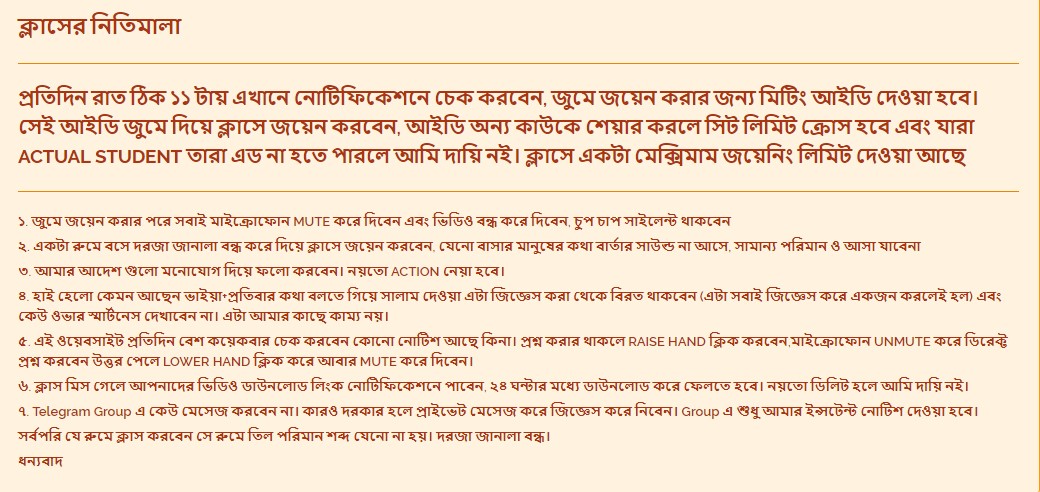 ক্লাসের নিতিমালা
প্রতিদিন রাত ঠিক ১১ টায় এখানে নোটিফিকেশনে চেক করবেন, জুমে জয়েন করার জন্য মিটিং আইডি দেওয়া হবে।
সেই আইডি জুমে দিয়ে ক্লাসে জয়েন করবেন, আইডি অন্য কাউকে শেয়ার করলে সিট লিমিট ক্রোস হবে এবং যারা
ACTUAL STUDENT তারা এড না হতে পারলে আমি দায়ি নই। ক্লাসে একটা মেক্সিমাম জয়েনিং লিমিট দেওয়া আছে
১. জুমে জয়েন করার পরে সবাই মাইক্রোফোন MUTE করে দিবেন এবং ভিডিও বন্ধ করে দিবেন, চুপ চাপ সাইলেন্ট থাকবেন
২. একটা রুমে বসে দরজা জানালা বন্ধ করে দিয়ে ক্লাসে জয়েন করবেন, যেনো বাসার মানুষের কথা বার্তার সাউন্ড না আসে, সামান্য পরিমান ও আসা যাবেনা
৩. আমার আদেশ গুলো মনোযোগ দিয়ে ফলো করবেন। নয়তো ACTION নেয়া হবে।
৪. হাই হেলো কেমন আছেন ভাইয়া+প্রতিবার কথা বলতে গিয়ে সালাম দেওয়া এটা জিজ্ঞেস করা থেকে বিরত থাকবেন (এটা সবাই জিজ্ঞেস করে একজন করলেই হল) এবং
কেউ ওভার স্মার্টনেস দেখাবেন না। এটা আমার কাছে কাম্য নয়।
৫. এই ওয়েবসাইট প্রতিদিন বেশ কয়েকবার চেক করবেন কোনো নোটিশ আছে কিনা। প্রশ্ন করার থাকলে RAISE HAND ক্লিক করবেন,মাইক্রোফোন UNMUTE করে ডিরেক্ট
প্রশ্ন করবেন উত্তর পেলে LOWER HAND ক্লিক করে আবার MUTE করে দিবেন।
৬. ক্লাস মিস গেলে আপনাদের ভিডিও ডাউনলোড লিংক নোটিফিকেশনে পাবেন, ২৪ ঘন্টার মধ্যে ডাউনলোড করে ফেলতে হবে। নয়তো ডিলিট হলে আমি দায়ি নই।
৭. Telegram Group এ কেউ মেসেজ করবেন না। কারও দরকার হলে প্রাইভেট মেসেজ করে জিজ্ঞেস করে নিবেন। Group এ শুধু আমার ইন্সটেন্ট নোটিশ দেওয়া হবে।
সর্বপরি যে রুমে ক্লাস করবেন সে রুমে তিল পরিমান শব্দ যেনো না হয়। দরজা জানালা বন্ধ।
ধন্যবাদ